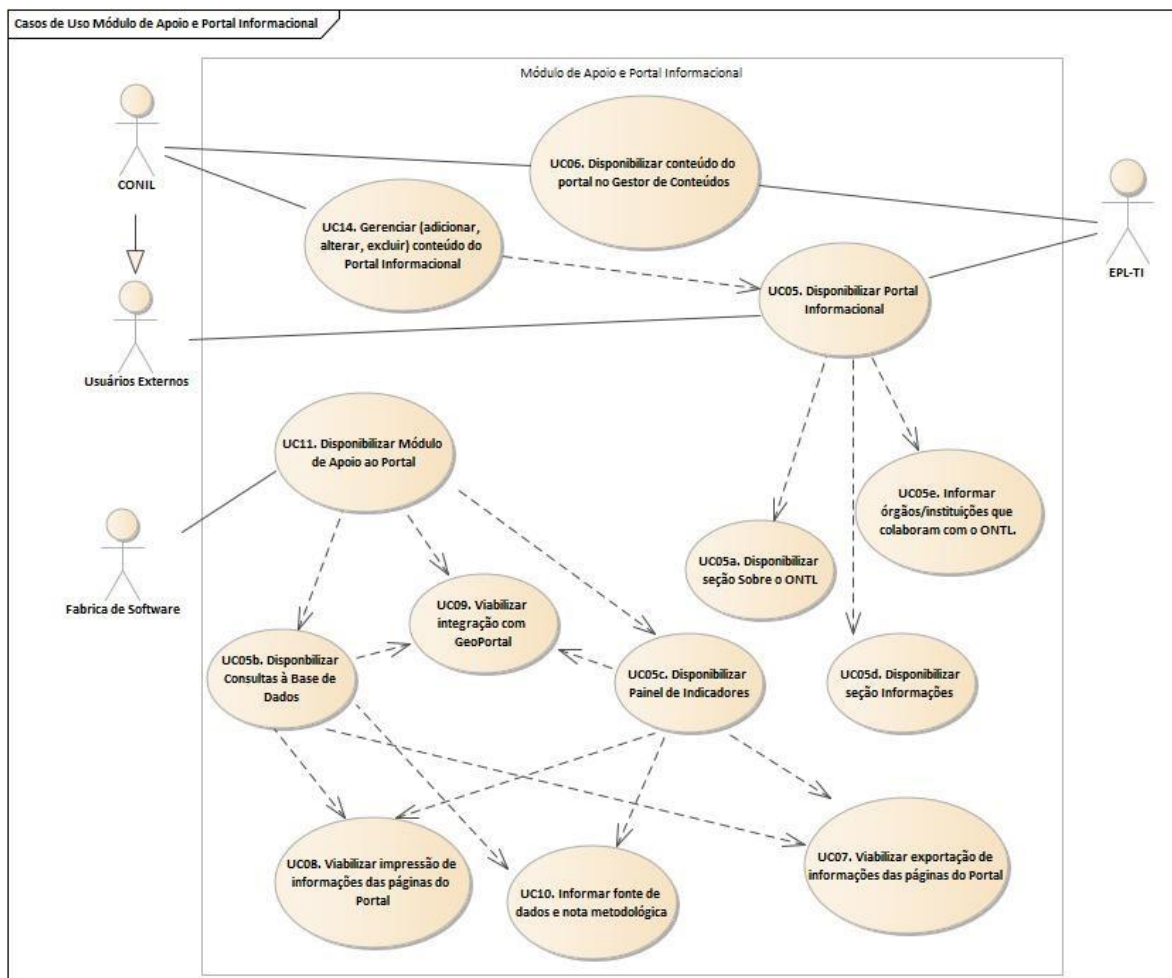 Casos de Uso Módulo de Apoio e Portal Informacional
Módulo de Apoio e Portal Informacional
CONIL
UC06. Disponibilizar conteúdo do
portal no Gestor de Conteúdos
UC14. Gerenciar (adicionar,
alterar, excluir) conteúdo do
Portal Informacional
EPL-TI
UC05. Disponibilizar Portal
Informacional
Usuários Externos
UC11. Disponibilizar Módulo
de Apoio ao Portal
UC05e. Informar
órgãos/instituições que
colaboram com o ONTL.
UC05a. Disponibilizar
seção Sobre o ONTL
Fabrica de Software
UC09. Viabilizar
integração com
GeoPortal
UC05b. Disponbilizar
Consultas à Base de
Dados
UC05c. Disponibilizar
Painel de Indicadores
UC05d. Disponibilizar
seção Informações
UC08. Viabilizar impressão de
informações das páginas do
Portal
UC10. Informar fonte de
dados e nota metodológica
UC07. Viabilizar exportação de
informações das páginas do Portal